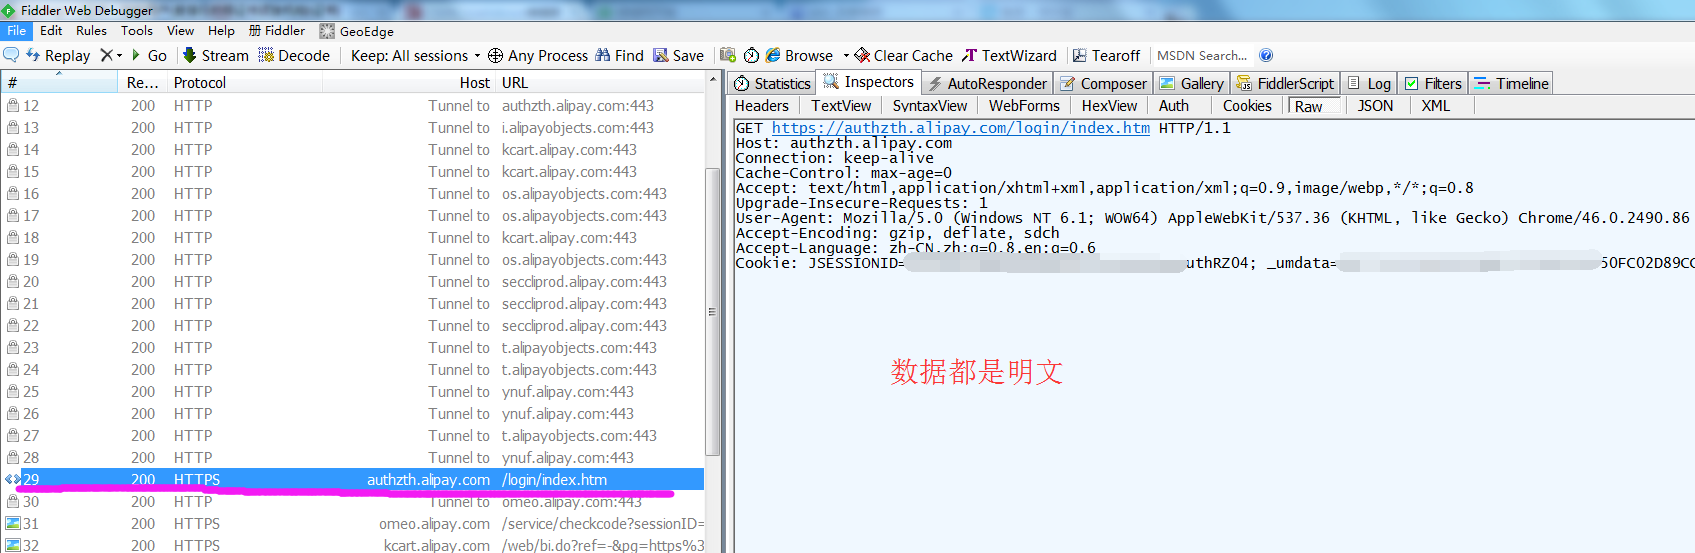 Fiddler Web Debugger
File Edit Rules Tools View Help Fiddler GeoEdge
Replay Go Stream Decode Keep: All sessions Any Process Find Save Browse Clear Cache TextWizard Tearoff MSDN Search...
# Re... Protocol Host URL
12 200 HTTP Tunnel to authzth.alipay.com:443
13 200 HTTP Tunnel to i.alipayobjects.com:443
14 200 HTTP Tunnel to kcart.alipay.com:443
15 200 HTTP Tunnel to kcart.alipay.com:443
16 200 HTTP Tunnel to os.alipayobjects.com:443
17 200 HTTP Tunnel to os.alipayobjects.com:443
18 200 HTTP Tunnel to kcart.alipay.com:443
19 200 HTTP Tunnel to os.alipayobjects.com:443
20 200 HTTP Tunnel to seccliprod.alipay.com:443
21 200 HTTP Tunnel to seccliprod.alipay.com:443
22 200 HTTP Tunnel to seccliprod.alipay.com:443
23 200 HTTP Tunnel to t.alipayobjects.com:443
24 200 HTTP Tunnel to t.alipayobjects.com:443
25 200 HTTP Tunnel to ynuf.alipay.com:443
26 200 HTTP Tunnel to ynuf.alipay.com:443
27 200 HTTP Tunnel to t.alipayobjects.com:443
28 200 HTTP Tunnel to ynuf.alipay.com:443
29 200 HTTPS authzth.alipay.com /login/index.htm
30 200 HTTP Tunnel to omeo.alipay.com:443
31 200 HTTPS omeo.alipay.com /service/checkcode?sessionID=
32 200 HTTPS kcart.alipay.com /web/bi.do?ref=-&pg=https%3
Statistics Inspectors AutoResponder Composer Gallery FiddlerScript Log Filters Timeline
Headers TextView SyntaxView WebForms HexView Auth Cookies Raw JSON XML
GET https://authzth.alipay.com/login/index.htm HTTP/1.1
Host: authzth.alipay.com
Connection: keep-alive
Cache-Control: max-age=0
Accept: text/html,application/xhtml+xml,application/xml;q=0.9,image/webp,*/*;q=0.8
Upgrade-Insecure-Requests: 1
User-Agent: Mozilla/5.0 (Windows NT 6.1; WOW64) AppleWebKit/537.36 (KHTML, like Gecko) Chrome/46.0.2490.86
Accept-Encoding: gzip, deflate, sdch
Accept-Language: zh-CN,zh;q=0.8,en;q=0.6
Cookie: JSESSIONID= uthRZ04; _umdata= 50FC02D89CC
数据都是明文